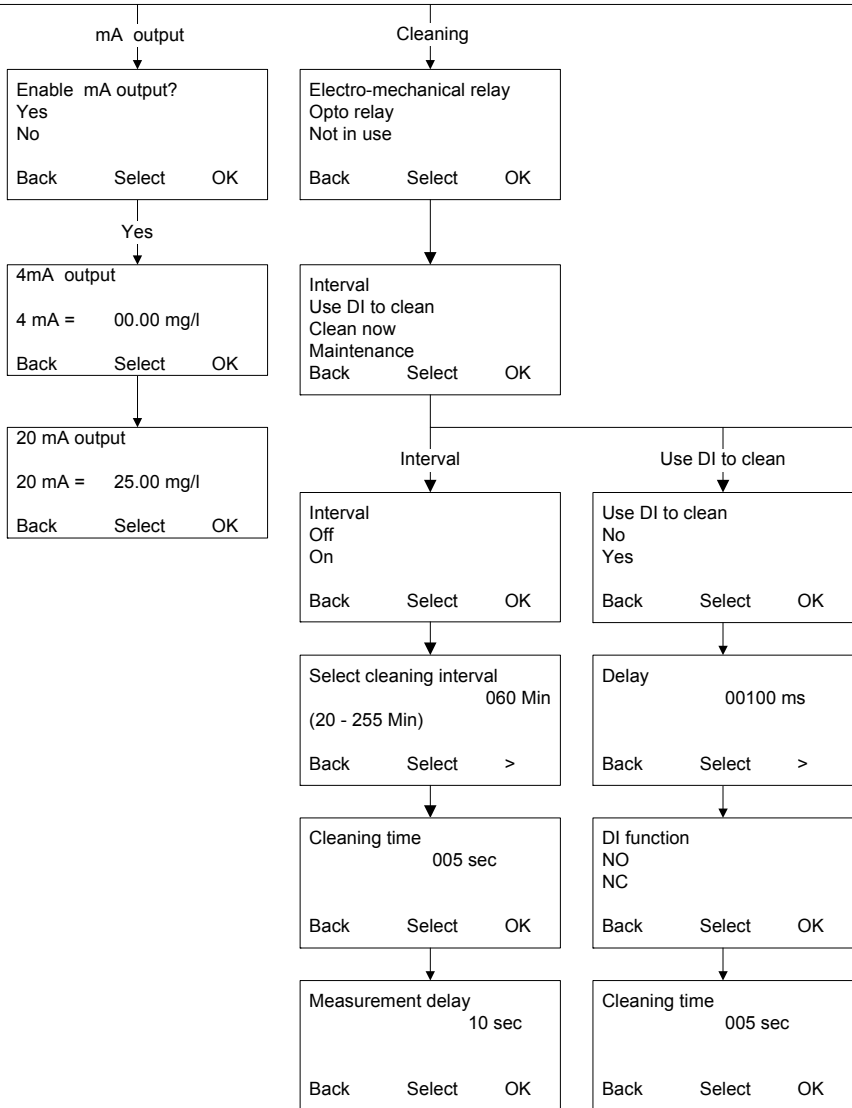 mA output
Enable mA output?
Yes
No
Back Select OK
Yes
4mA output
4 mA = 00.00 mg/l
Back Select OK
20 mA output
20 mA = 25.00 mg/l
Back Select OK
Cleaning
Electro-mechanical relay
Opto relay
Not in use
Back Select OK
Interval
Use DI to clean
Clean now
Maintenance
Back Select OK
Interval
Interval
Off
On
Back Select OK
Select cleaning interval
060 Min
(20 - 255 Min)
Back Select >
Cleaning time
005 sec
Back Select OK
Measurement delay
10 sec
Back Select OK
Use DI to clean
Use DI to clean
No
Yes
Back Select OK
Delay
00100 ms
Back Select >
DI function
NO
NC
Back Select OK
Cleaning time
005 sec
Back Select OK